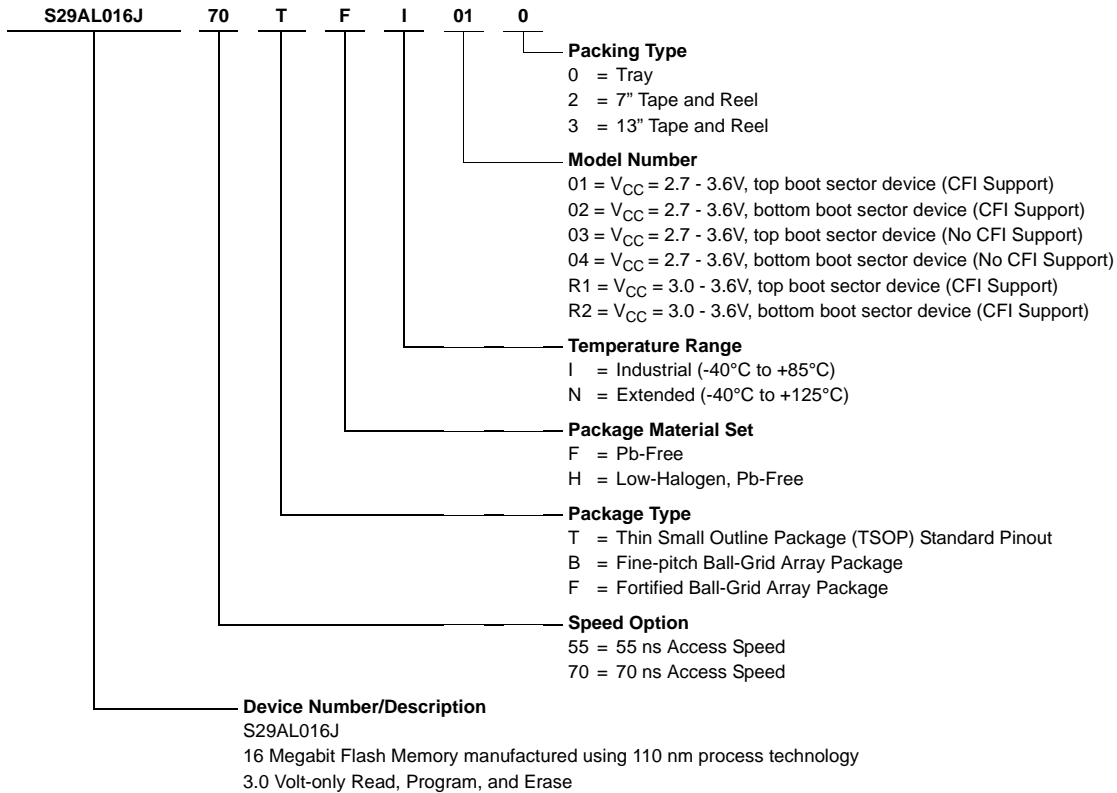 S29AL016J 70 T F I 01 0
Packing Type
0 = Tray
2 = 7” Tape and Reel
3 = 13” Tape and Reel
Model Number
01 = VCC = 2.7 - 3.6V, top boot sector device (CFI Support)
02 = VCC = 2.7 - 3.6V, bottom boot sector device (CFI Support)
03 = VCC = 2.7 - 3.6V, top boot sector device (No CFI Support)
04 = VCC = 2.7 - 3.6V, bottom boot sector device (No CFI Support)
R1 = VCC = 3.0 - 3.6V, top boot sector device (CFI Support)
R2 = VCC = 3.0 - 3.6V, bottom boot sector device (CFI Support)
Temperature Range
I = Industrial (-40°C to +85°C)
N = Extended (-40°C to +125°C)
Package Material Set
F = Pb-Free
H = Low-Halogen, Pb-Free
Package Type
T = Thin Small Outline Package (TSOP) Standard Pinout
B = Fine-pitch Ball-Grid Array Package
F = Fortified Ball-Grid Array Package
Speed Option
55 = 55 ns Access Speed
70 = 70 ns Access Speed
Device Number/Description
S29AL016J
16 Megabit Flash Memory manufactured using 110 nm process technology
3.0 Volt-only Read, Program, and Erase